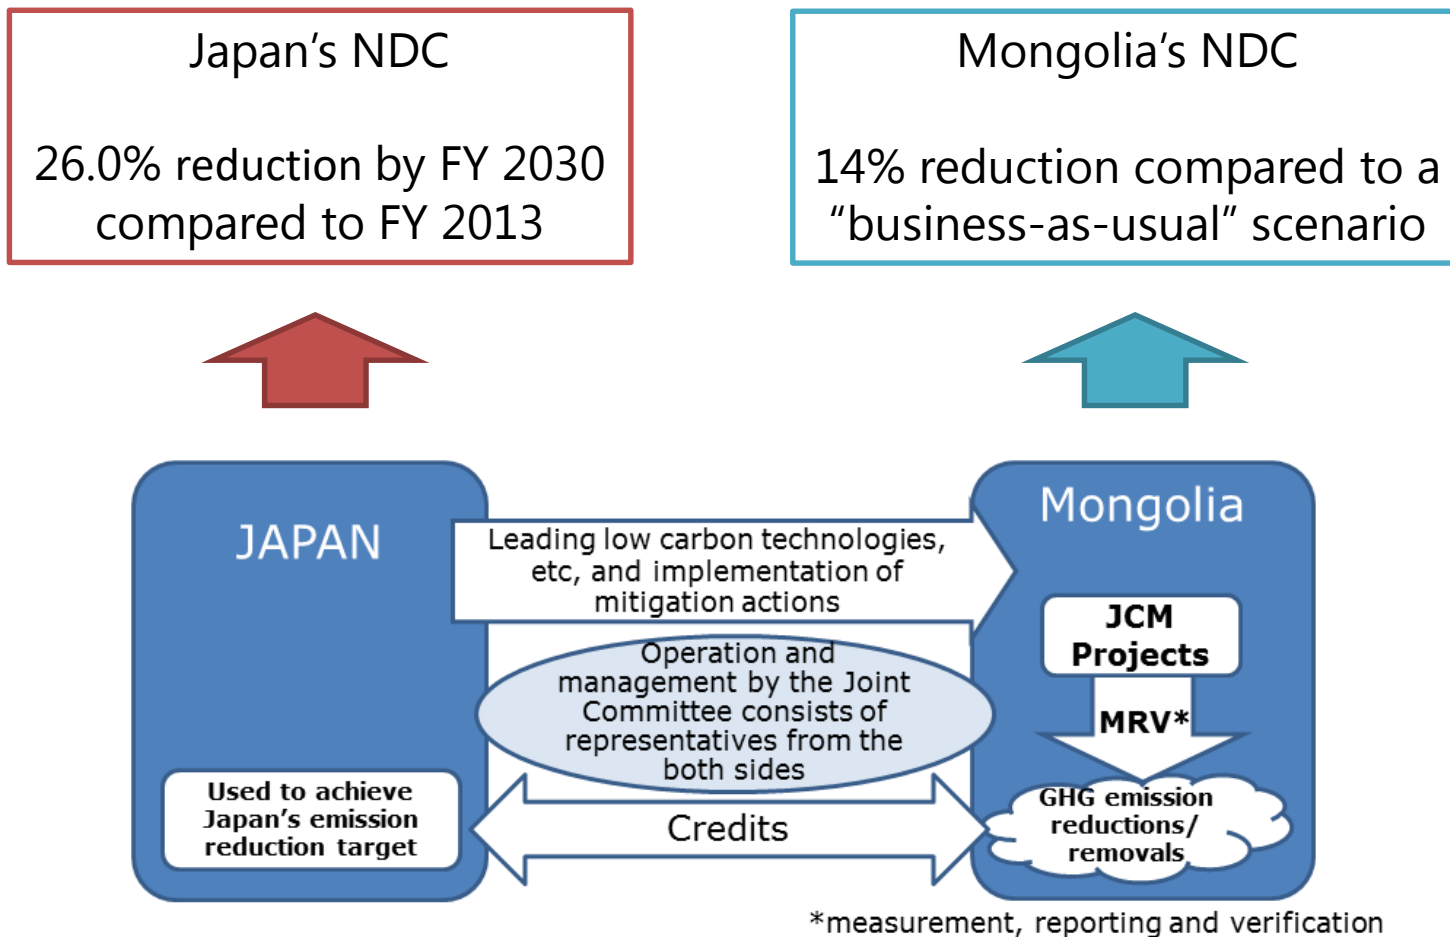 Japan’s NDC
26.0% reduction by FY 2030
compared to FY 2013
Mongolia’s NDC
14% reduction compared to a
“business-as-usual” scenario
JAPAN
Leading low carbon technologies,
etc, and implementation of
mitigation actions
Mongolia
JCM
Projects
Operation and
management by the Joint
Committee consists of
representatives from the
both sides
MRV*
Used to achieve
Japan’s emission
reduction target
Credits
GHG emission
reductions/
removals
*measurement, reporting and verification